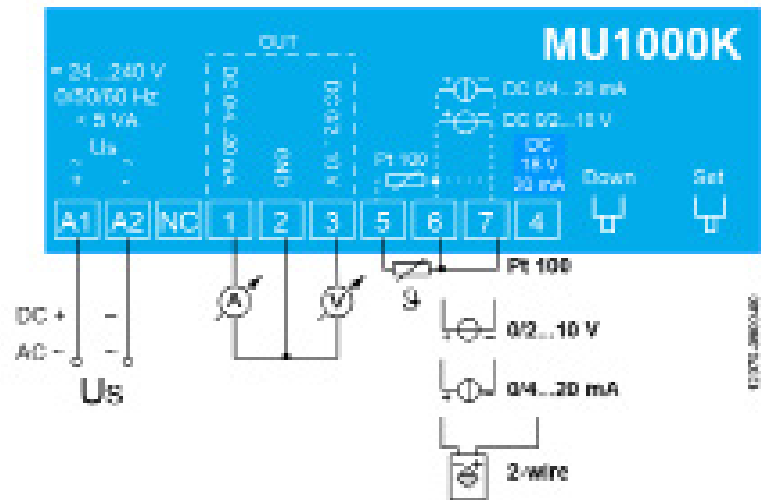 MU1000K
OUT
≂ 24...240 V
0/50/60 Hz
< 5 VA
Us
~ ~
+ -
DC 0/4...20 mA
GND
DC 0/2...10 V
DC 0/4...20 mA
DC 0/2...10 V
Pt 100
DC
18 V
20 mA
Down
Set
A1 A2 NC 1 2 3 5 6 7 4
A
V
Pt 100
ϑ
DC + -
AC ~ ~
Us
0/2...10 V
0/4...20 mA
2-wire